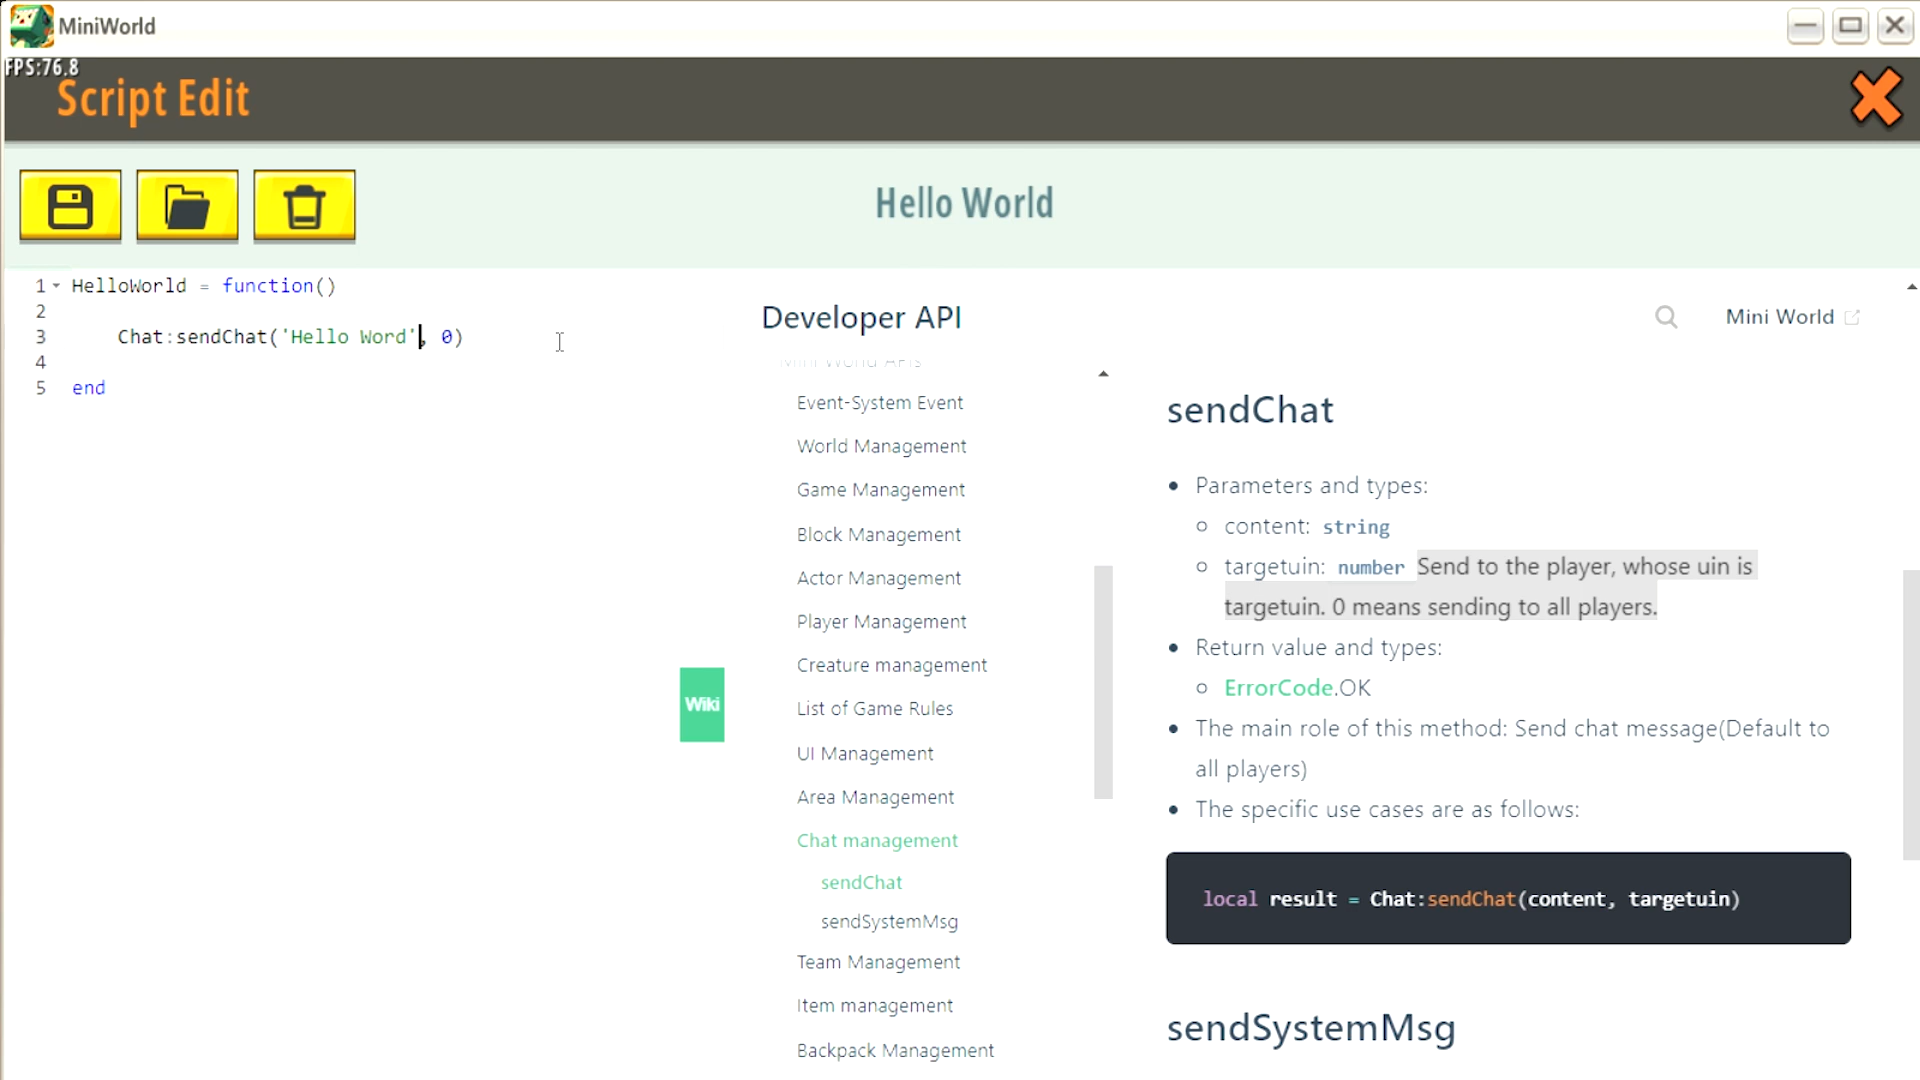 MiniWorld
FPS:76.8
Script Edit
Hello World
1 HelloWorld = function()
2
3 Chat:sendChat('Hello Word', 0)
4
5 end
Developer API
Mini World
Mini World APIs
Event-System Event
World Management
Game Management
Block Management
Actor Management
Player Management
Creature management
List of Game Rules
UI Management
Area Management
Chat management
sendChat
sendSystemMsg
Team Management
Item management
Backpack Management
Wiki
sendChat
Parameters and types:
content: string
targetuin: number Send to the player, whose uin is
targetuin. 0 means sending to all players.
Return value and types:
ErrorCode.OK
The main role of this method: Send chat message(Default to
all players)
The specific use cases are as follows:
local result = Chat:sendChat(content, targetuin)
sendSystemMsg